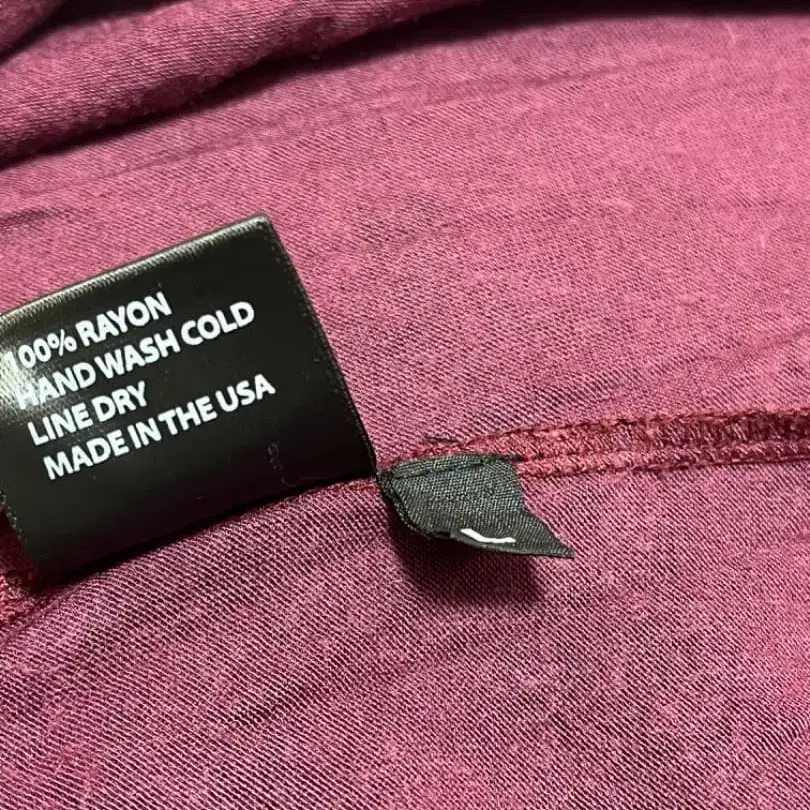 100% RAYON
HAND WASH COLD
LINE DRY
MADE IN THE USA
L